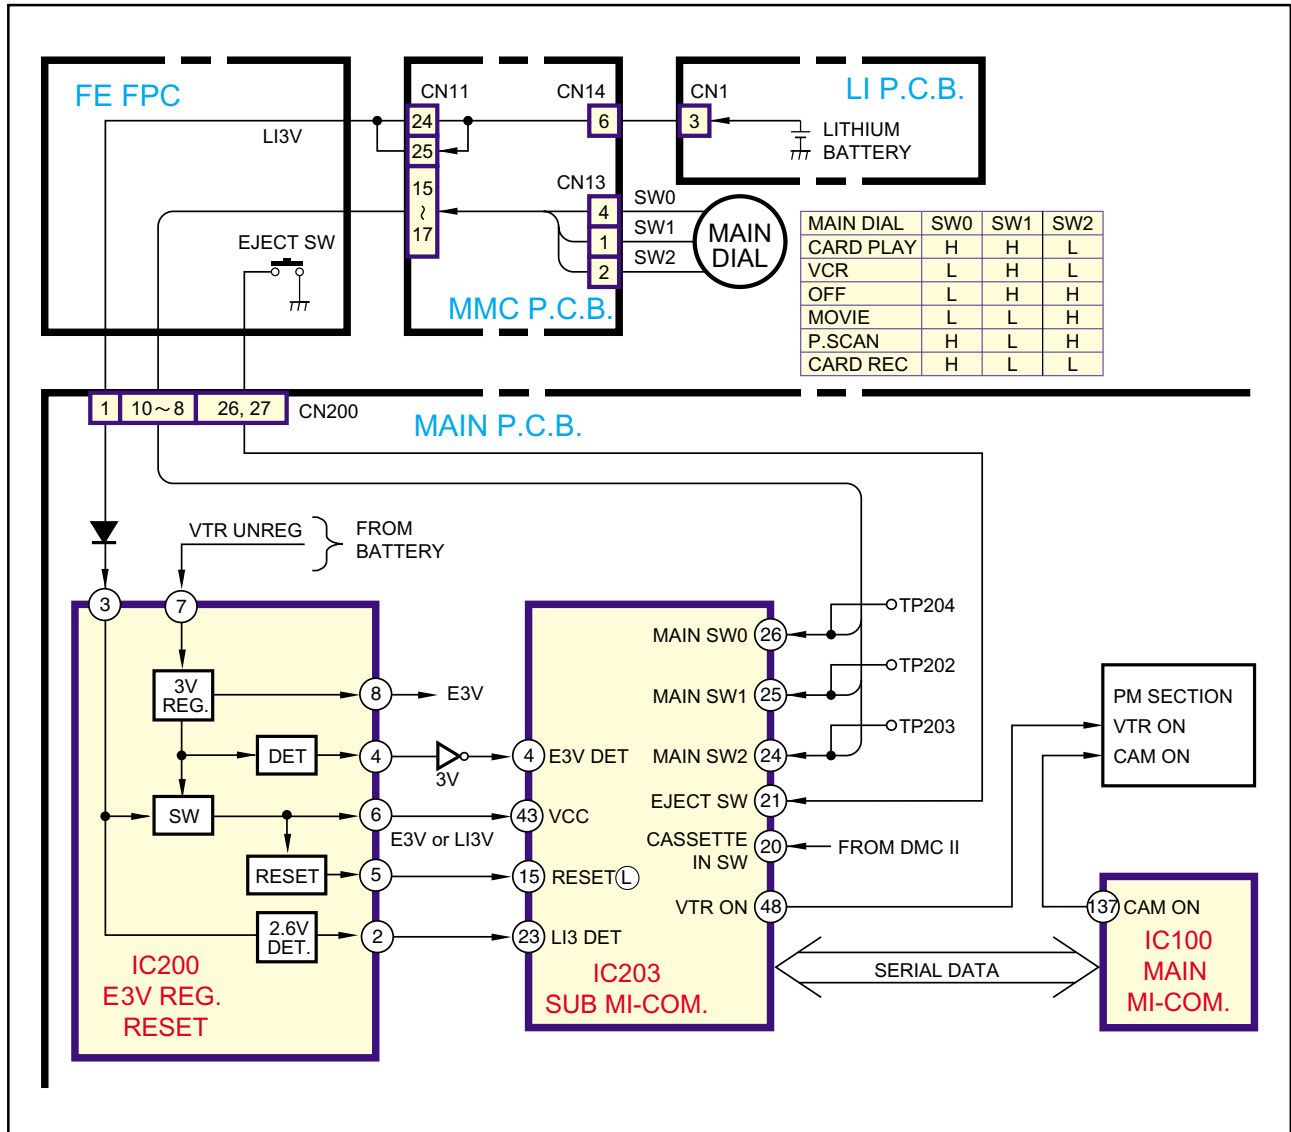 FE FPC
LI3V
EJECT SW
CN11
CN14
24
25
6
15
~
17
CN13
4
1
2
MMC P.C.B.
CN1
3
LI P.C.B.
LITHIUM
BATTERY
SW0
SW1
SW2
MAIN
DIAL
MAIN DIAL SW0 SW1 SW2
CARD PLAY H H L
VCR L H L
OFF L H H
MOVIE L L H
P.SCAN H L H
CARD REC H L L
1 10～8 26, 27 CN200
MAIN P.C.B.
VTR UNREG
FROM
BATTERY
3
7
3V
REG.
8
E3V
DET
4
3V
SW
6
E3V or LI3V
RESET
5
2.6V
DET.
2
IC200
E3V REG.
RESET
4 E3V DET
43 VCC
15 RESET L
23 LI3 DET
MAIN SW0 26
TP204
MAIN SW1 25
TP202
MAIN SW2 24
TP203
EJECT SW 21
CASSETTE
IN SW
20
FROM DMC II
VTR ON 48
IC203
SUB MI-COM.
SERIAL DATA
PM SECTION
VTR ON
CAM ON
137 CAM ON
IC100
MAIN
MI-COM.